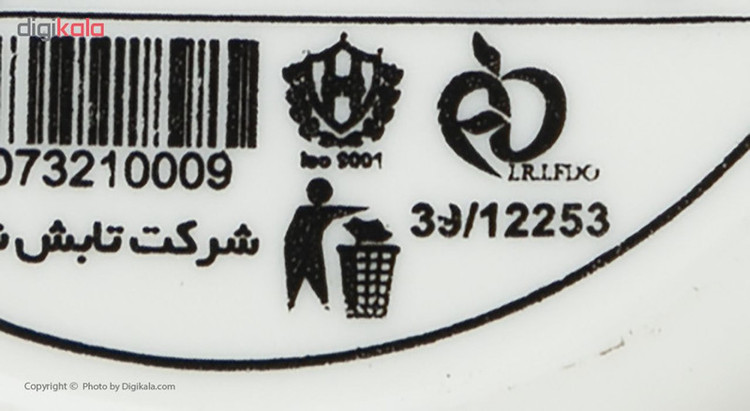 digikala
073210009
Iso 9001
I.R.I.FDO
39/12253
شرکت تابش
Copyright © Photo by Digikala.com